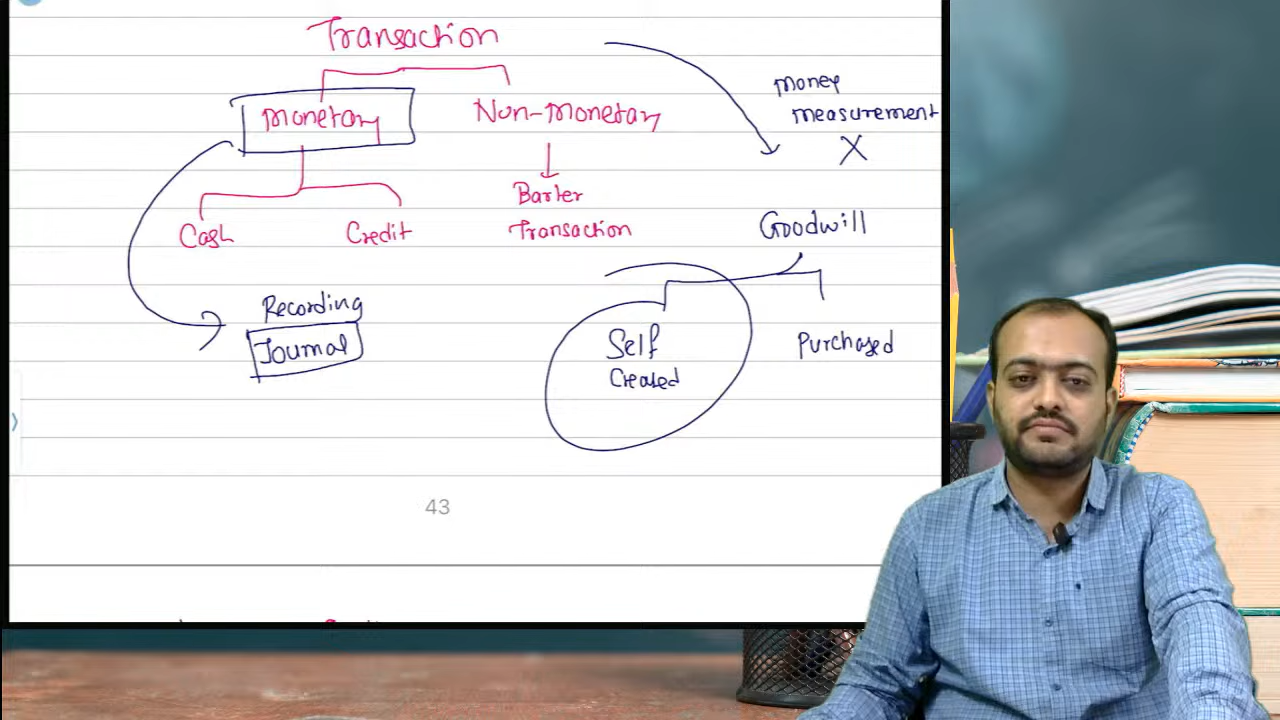 Transaction
Monetary
Non-Monetary
Money
measurement
X
Cash
Credit
Barter
Transaction
Goodwill
Recording
Journal
Self
Created
Purchased
43